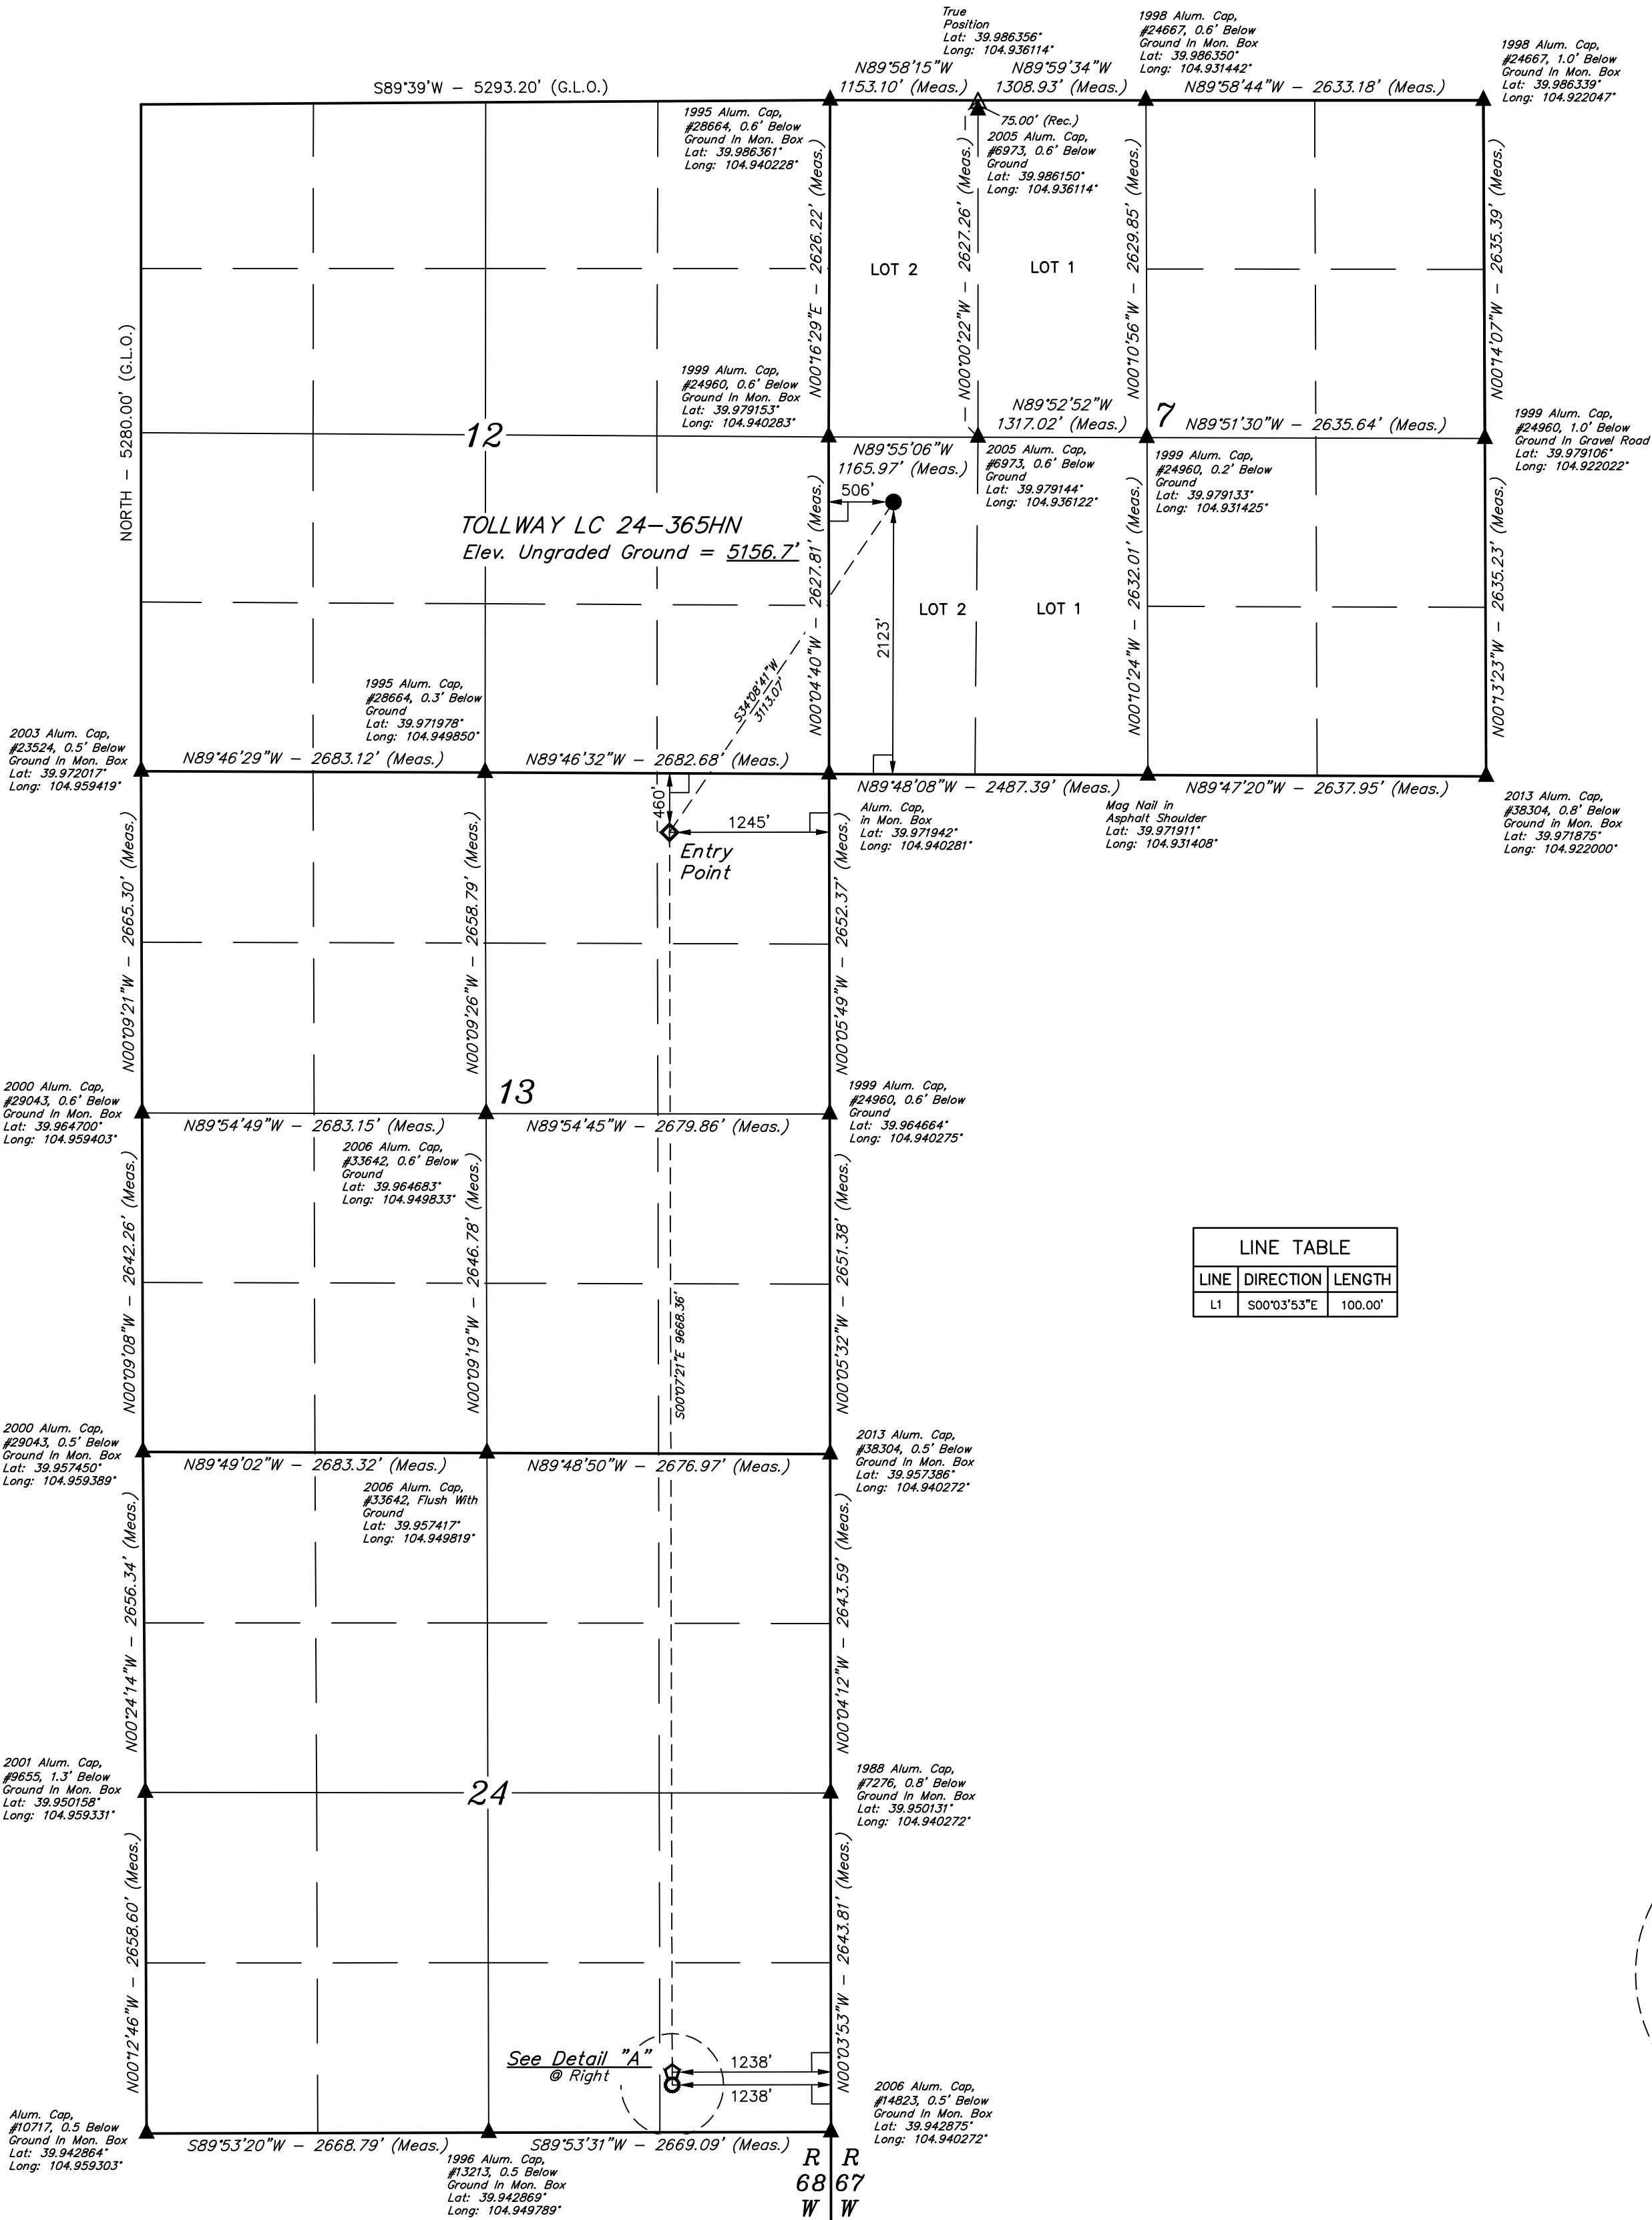 True
Position
Lat: 39.986356°
Long: 104.936114°
1998 Alum. Cap,
#24667, 0.6' Below
Ground In Mon. Box
Lat: 39.986350°
Long: 104.931442°
1998 Alum. Cap,
#24667, 1.0' Below
Ground In Mon. Box
Lat: 39.986339°
Long: 104.922047°
S89°39'W – 5293.20' (G.L.O.)
N89°58'15"W
1153.10' (Meas.)
N89°59'34"W
1308.93' (Meas.)
N89°58'44"W – 2633.18' (Meas.)
1995 Alum. Cap,
#28664, 0.6' Below
Ground In Mon. Box
Lat: 39.986361°
Long: 104.940228°
75.00' (Rec.)
2005 Alum. Cap,
#6973, 0.6' Below
Ground
Lat: 39.986150°
Long: 104.936114°
NORTH – 5280.00' (G.L.O.)
N00°16'29"E – 2626.22' (Meas.)
N00°00'22"W – 2627.26' (Meas.)
N00°10'56"W – 2629.85' (Meas.)
N00°14'07"W – 2635.39' (Meas.)
LOT 2
LOT 1
1999 Alum. Cap,
#24960, 0.6' Below
Ground In Mon. Box
Lat: 39.979153°
Long: 104.940283°
12
N89°52'52"W
1317.02' (Meas.)
7
N89°51'30"W – 2635.64' (Meas.)
1999 Alum. Cap,
#24960, 1.0' Below
Ground In Gravel Road
Lat: 39.979106°
Long: 104.922022°
N89°55'06"W
1165.97' (Meas.)
2005 Alum. Cap,
#6973, 0.6' Below
Ground
Lat: 39.979144°
Long: 104.936122°
1999 Alum. Cap,
#24960, 0.2' Below
Ground
Lat: 39.979133°
Long: 104.931425°
506'
TOLLWAY LC 24–365HN
Elev. Ungraded Ground = 5156.7'
N00°04'40"W – 2627.81' (Meas.)
2123'
LOT 2
LOT 1
N00°10'24"W – 2632.01' (Meas.)
N00°13'23"W – 2635.23' (Meas.)
S34°08'41"W
3113.07'
1995 Alum. Cap,
#28664, 0.3' Below
Ground
Lat: 39.971978°
Long: 104.949850°
2003 Alum. Cap,
#23524, 0.5' Below
Ground In Mon. Box
Lat: 39.972017°
Long: 104.959419°
N89°46'29"W – 2683.12' (Meas.)
N89°46'32"W – 2682.68' (Meas.)
N89°48'08"W – 2487.39' (Meas.)
N89°47'20"W – 2637.95' (Meas.)
460'
1245'
Entry
Point
Alum. Cap,
in Mon. Box
Lat: 39.971942°
Long: 104.940281°
Mag Nail in
Asphalt Shoulder
Lat: 39.971911°
Long: 104.931408°
2013 Alum. Cap,
#38304, 0.8' Below
Ground in Mon. Box
Lat: 39.971875°
Long: 104.922000°
N00°09'21"W – 2665.30' (Meas.)
N00°09'26"W – 2658.79' (Meas.)
N00°05'49"W – 2652.37' (Meas.)
13
2000 Alum. Cap,
#29043, 0.6' Below
Ground In Mon. Box
Lat: 39.964700°
Long: 104.959403°
N89°54'49"W – 2683.15' (Meas.)
N89°54'45"W – 2679.86' (Meas.)
1999 Alum. Cap,
#24960, 0.6' Below
Ground
Lat: 39.964664°
Long: 104.940275°
2006 Alum. Cap,
#33642, 0.6' Below
Ground
Lat: 39.964683°
Long: 104.949833°
N00°09'08"W – 2642.26' (Meas.)
N00°09'19"W – 2646.78' (Meas.)
S00°07'21"E 9668.36'
N00°05'32"W – 2651.38' (Meas.)
LINE TABLE
LINE DIRECTION LENGTH
L1 S00°03'53"E 100.00'
2000 Alum. Cap,
#29043, 0.5' Below
Ground In Mon. Box
Lat: 39.957450°
Long: 104.959389°
N89°49'02"W – 2683.32' (Meas.)
N89°48'50"W – 2676.97' (Meas.)
2013 Alum. Cap,
#38304, 0.5' Below
Ground In Mon. Box
Lat: 39.957386°
Long: 104.940272°
2006 Alum. Cap,
#33642, Flush With
Ground
Lat: 39.957417°
Long: 104.949819°
N00°24'14"W – 2656.34' (Meas.)
N00°04'12"W – 2643.59' (Meas.)
2001 Alum. Cap,
#9655, 1.3' Below
Ground In Mon. Box
Lat: 39.950158°
Long: 104.959331°
24
1988 Alum. Cap,
#7276, 0.8' Below
Ground In Mon. Box
Lat: 39.950131°
Long: 104.940272°
N00°12'46"W – 2658.60' (Meas.)
N00°03'53"W – 2643.81' (Meas.)
See Detail "A"
@ Right
1238'
1238'
Alum. Cap,
#10717, 0.5 Below
Ground In Mon. Box
Lat: 39.942864°
Long: 104.959303°
S89°53'20"W – 2668.79' (Meas.)
S89°53'31"W – 2669.09' (Meas.)
2006 Alum. Cap,
#14823, 0.5' Below
Ground In Mon. Box
Lat: 39.942875°
Long: 104.940272°
1996 Alum. Cap,
#13213, 0.5 Below
Ground In Mon. Box
Lat: 39.942869°
Long: 104.949789°
R R
68 67
W W